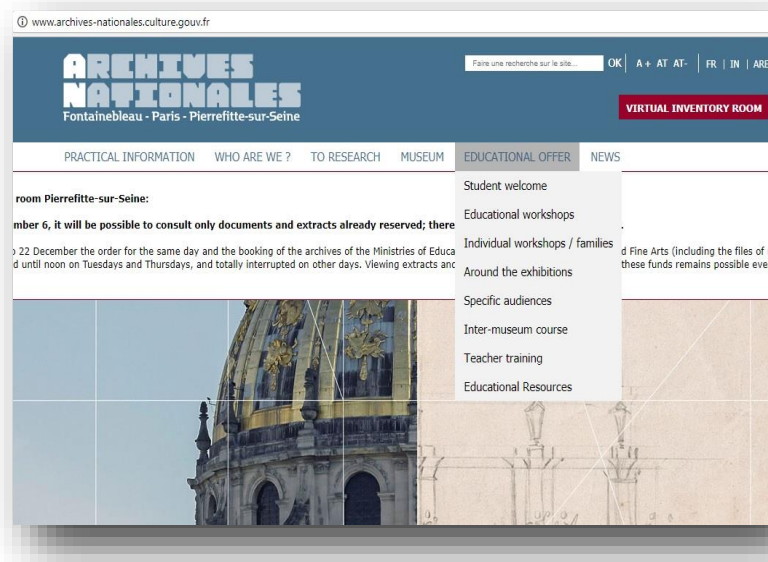 www.archives-nationales.culture.gouv.fr
ARCHIVES
NATIONALES
Fontainebleau - Paris - Pierrefitte-sur-Seine
Faire une recherche sur le site... OK A + AT AT- FR | IN | ARE
VIRTUAL INVENTORY ROOM
PRACTICAL INFORMATION WHO ARE WE ? TO RESEARCH MUSEUM EDUCATIONAL OFFER NEWS
Student welcome
Educational workshops
Individual workshops / families
Around the exhibitions
Specific audiences
Inter-museum course
Teacher training
Educational Resources
room Pierrefitte-sur-Seine:
mber 6, it will be possible to consult only documents and extracts already reserved; there .
22 December the order for the same day and the booking of the archives of the Ministries of Educa d Fine Arts (including the files of
d until noon on Tuesdays and Thursdays, and totally interrupted on other days. Viewing extracts and these funds remains possible eve